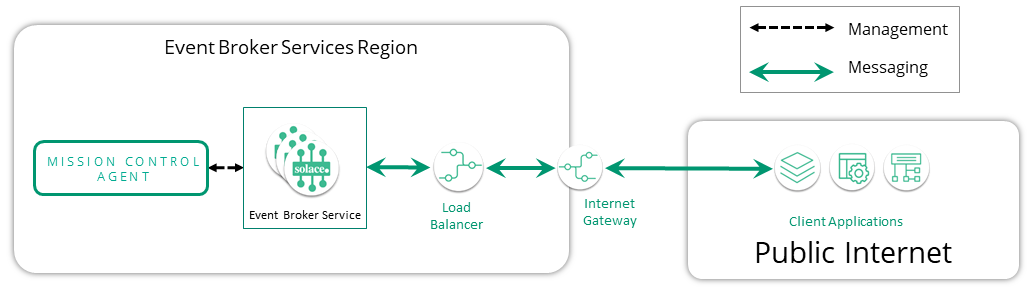 Event Broker Services Region
Management
Messaging
MISSION CONTROL
AGENT
solace.
Event Broker Service
Load
Balancer
Internet
Gateway
Client Applications
Public Internet